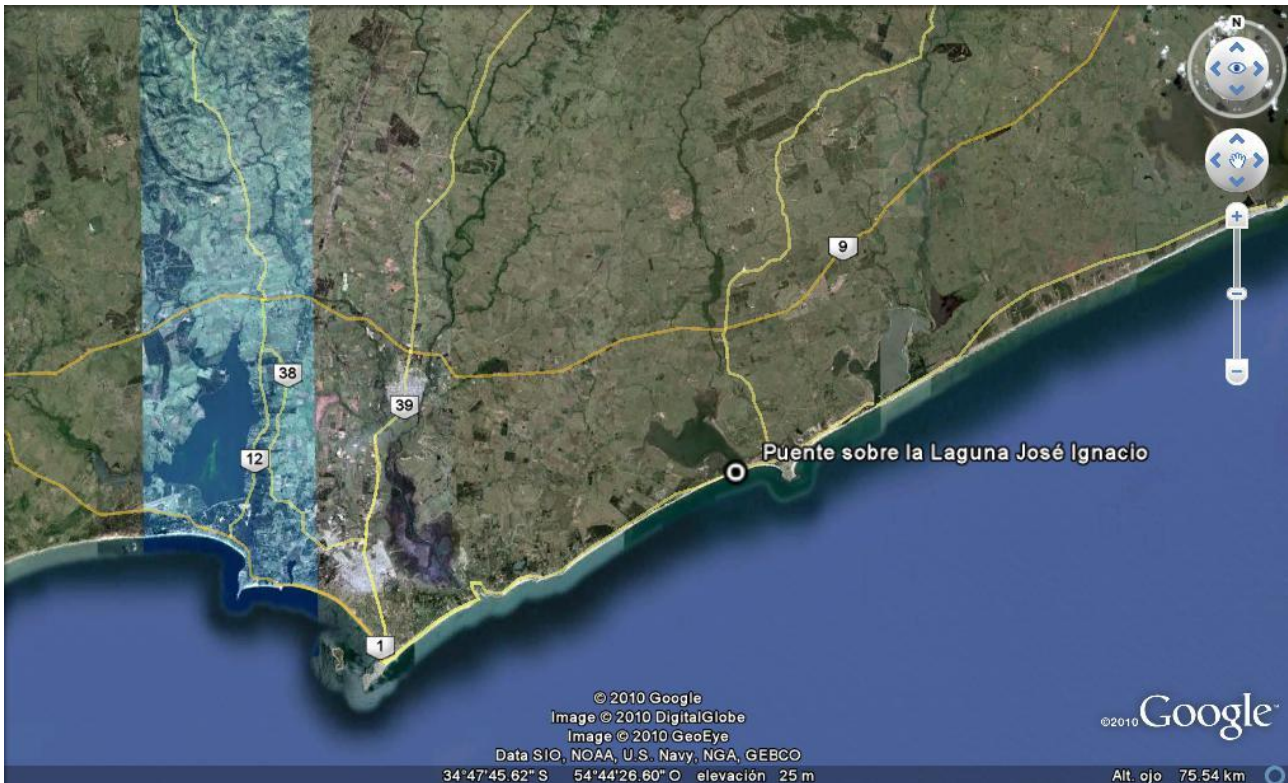 N
9
38
39
12
Puente sobre la Laguna José Ignacio
1
© 2010 Google
Image © 2010 DigitalGlobe
Image © 2010 GeoEye
Data SIO, NOAA, U.S. Navy, NGA, GEBCO
©2010 Google™
34°47'45.62" S 54°44'26.60" O elevación 25 m
Alt. ojo 75.54 km